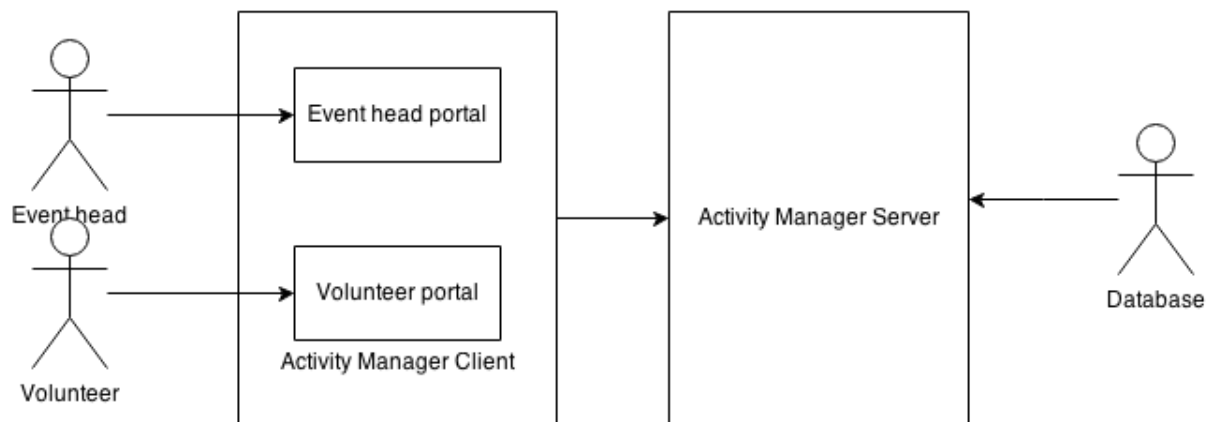 Event head portal
Event head
Activity Manager Server
Volunteer portal
Database
Activity Manager Client
Volunteer